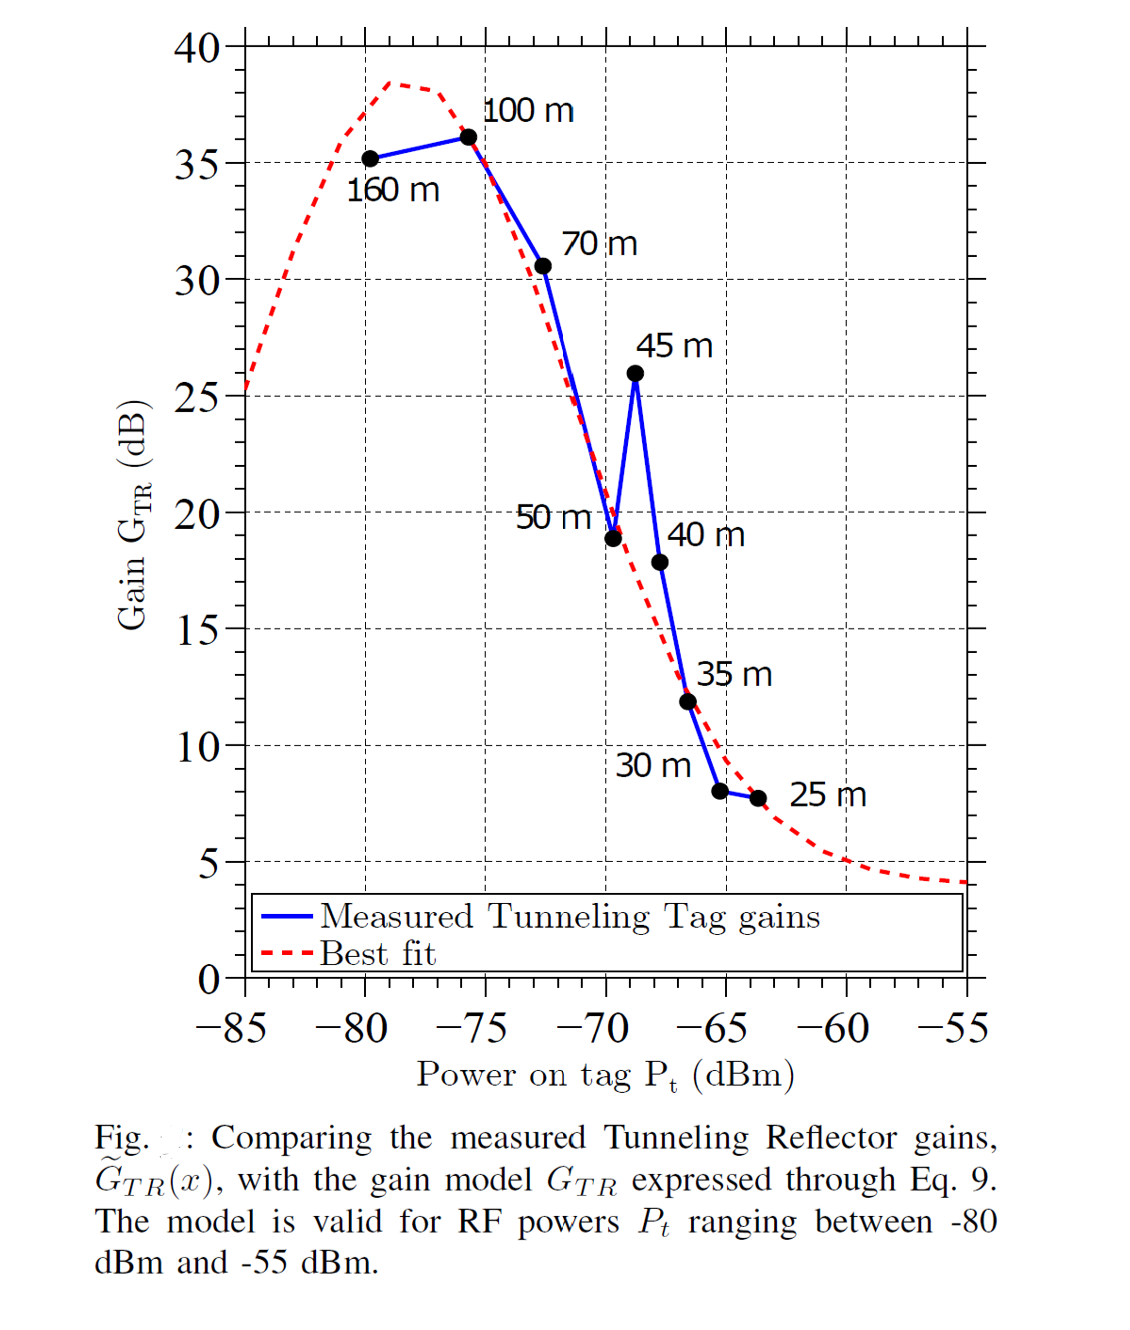 40
35
30
25
20
15
10
5
0
Gain G_TR (dB)
100 m
160 m
70 m
45 m
50 m
40 m
35 m
30 m
25 m
Measured Tunneling Tag gains
Best fit
−85 −80 −75 −70 −65 −60 −55
Power on tag P_t (dBm)
Fig. : Comparing the measured Tunneling Reflector gains,
G̃_TR(x), with the gain model G_TR expressed through Eq. 9.
The model is valid for RF powers P_t ranging between -80
dBm and -55 dBm.